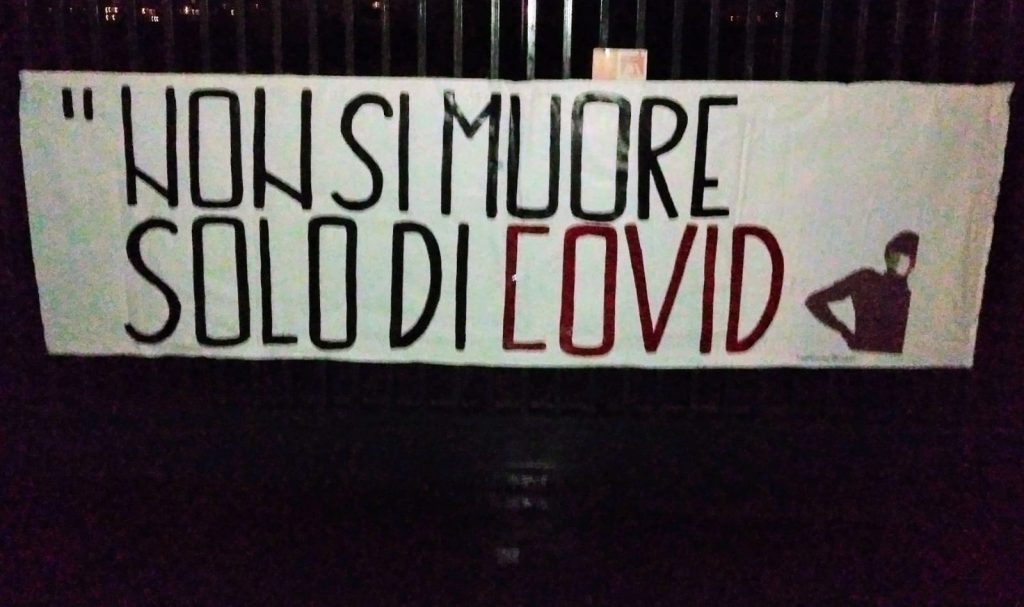 " NON SI MUORE
SOLO DI COVID